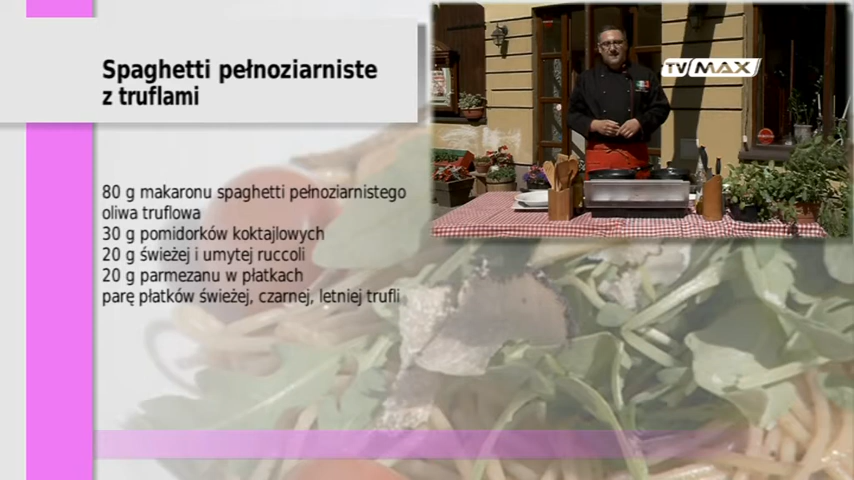 Spaghetti pełnoziarniste
z truflami
TV MAX
80 g makaronu spaghetti pełnoziarnistego
oliwa truflowa
30 g pomidorków koktajlowych
20 g świeżej i umytej ruccoli
20 g parmezanu w płatkach
parę płatków świeżej, czarnej, letniej trufli